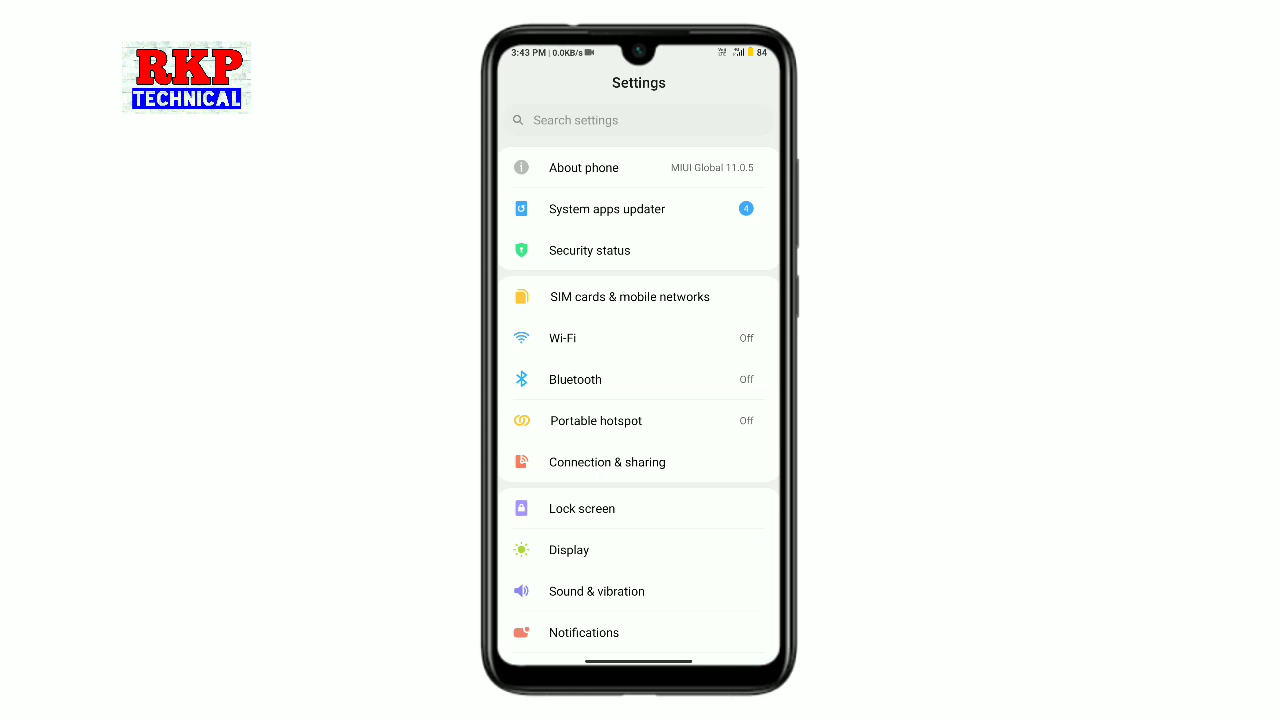 RKP
TECHNICAL
3:43 PM | 0.0KB/s
84
Settings
Search settings
About phone MIUI Global 11.0.5
System apps updater 4
Security status
SIM cards & mobile networks
Wi-Fi Off
Bluetooth Off
Portable hotspot Off
Connection & sharing
Lock screen
Display
Sound & vibration
Notifications